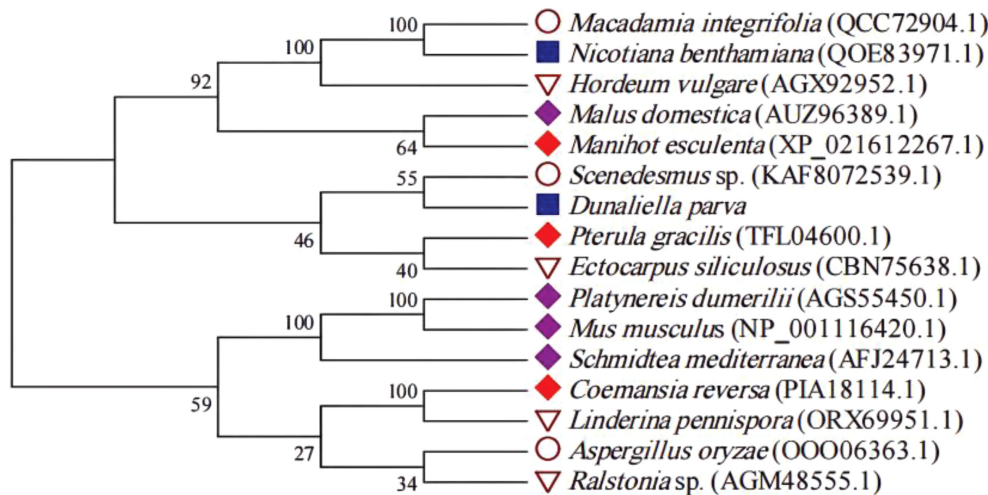 100
Macadamia integrifolia (QCC72904.1)
100
Nicotiana benthamiana (QOE83971.1)
92
Hordeum vulgare (AGX92952.1)
Malus domestica (AUZ96389.1)
64
Manihot esculenta (XP_021612267.1)
55
Scenedesmus sp. (KAF8072539.1)
Dunaliella parva
46
Pterula gracilis (TFL04600.1)
40
Ectocarpus siliculosus (CBN75638.1)
100
Platynereis dumerilii (AGS55450.1)
100
Mus musculus (NP_001116420.1)
Schmidtea mediterranea (AFJ24713.1)
59
100
Coemansia reversa (PIA18114.1)
Linderina pennispora (ORX69951.1)
27
Aspergillus oryzae (OOO06363.1)
34
Ralstonia sp. (AGM48555.1)